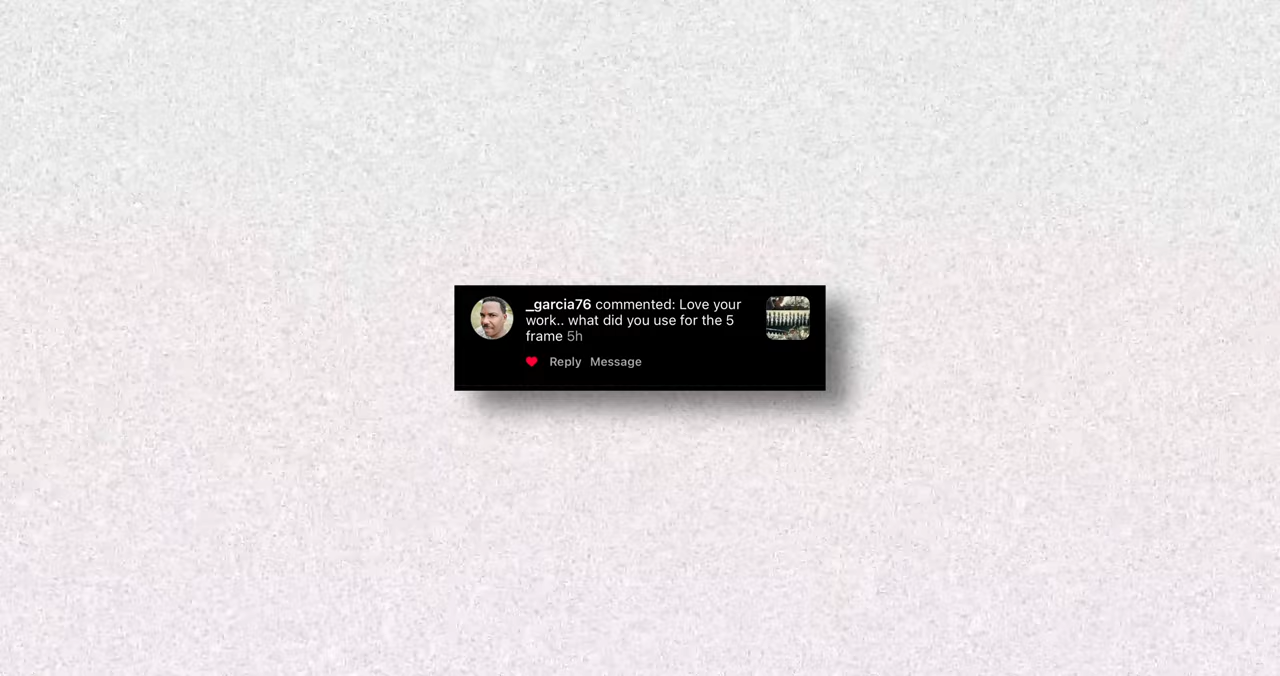 _garcia76 commented: Love your
work.. what did you use for the 5
frame 5h
Reply Message